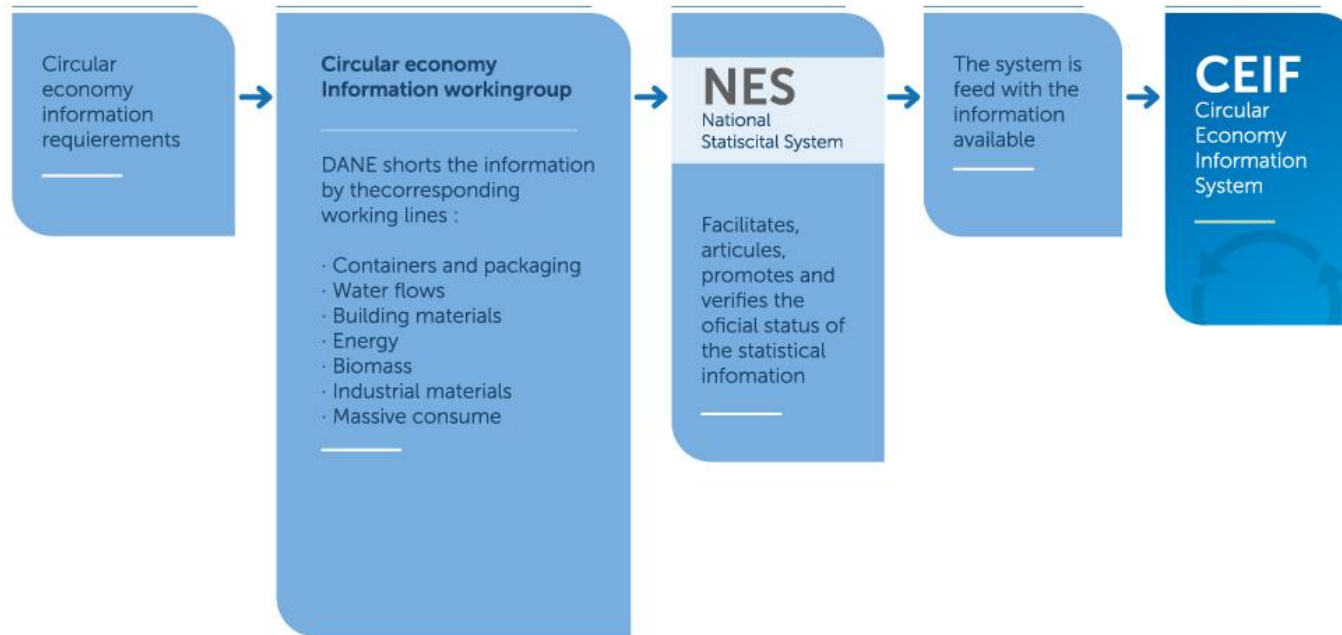 Circular
economy
information
requierements
Circular economy
Information workingroup
DANE shorts the information
by thecorresponding
working lines :
· Containers and packaging
· Water flows
· Building materials
· Energy
· Biomass
· Industrial materials
· Massive consume
NES
National
Statiscital System
Facilitates,
articules,
promotes and
verifies the
oficial status of
the statistical
infomation
The system is
feed with the
information
available
CEIF
Circular
Economy
Information
System